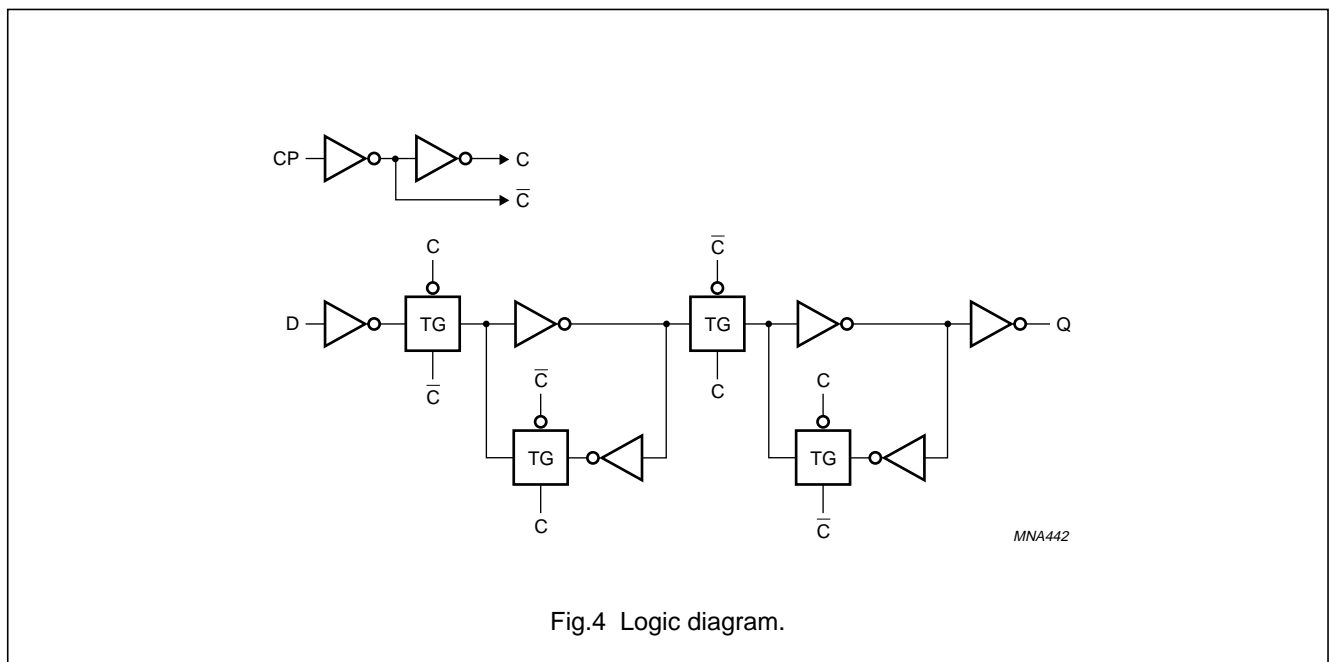 CP
C
C̅
C
C̅
D
TG
TG
Q
C̅
C̅
C
C
TG
TG
C
C̅
MNA442
Fig.4 Logic diagram.